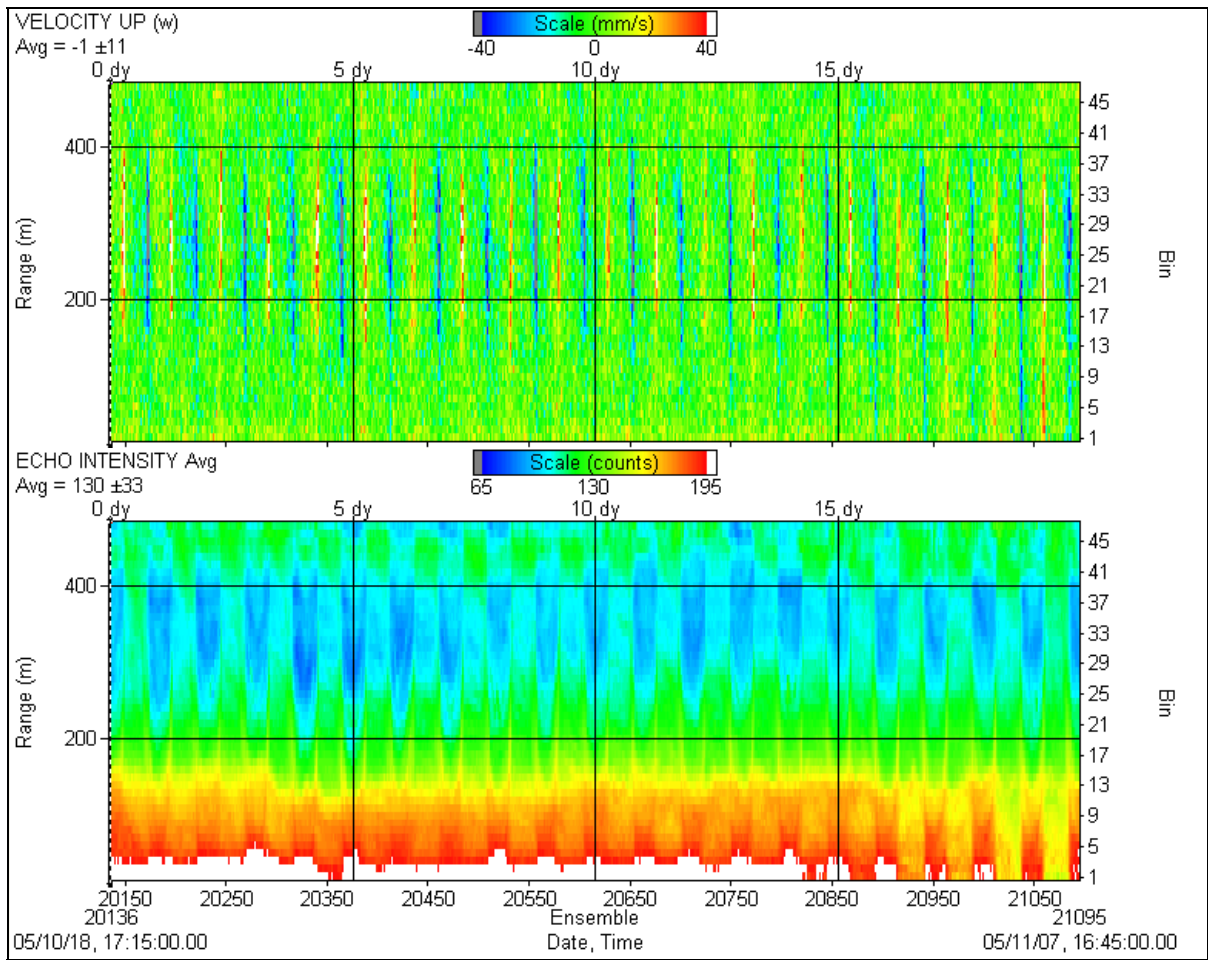 VELOCITY UP (w)
Scale (mm/s)
Avg = -1 ±11
-40 0 40
0 dy 5 dy 10 dy 15 dy
45
41
400
37
33
29
25
21
200
17
13
9
5
1
Range (m)
Bin
ECHO INTENSITY Avg
Scale (counts)
Avg = 130 ±33
65 130 195
0 dy 5 dy 10 dy 15 dy
45
41
400
37
33
29
25
21
200
17
13
9
5
1
Range (m)
Bin
20150 20250 20350 20450 20550 20650 20750 20850 20950 21050
20136 Ensemble 21095
05/10/18, 17:15:00.00 Date, Time 05/11/07, 16:45:00.00